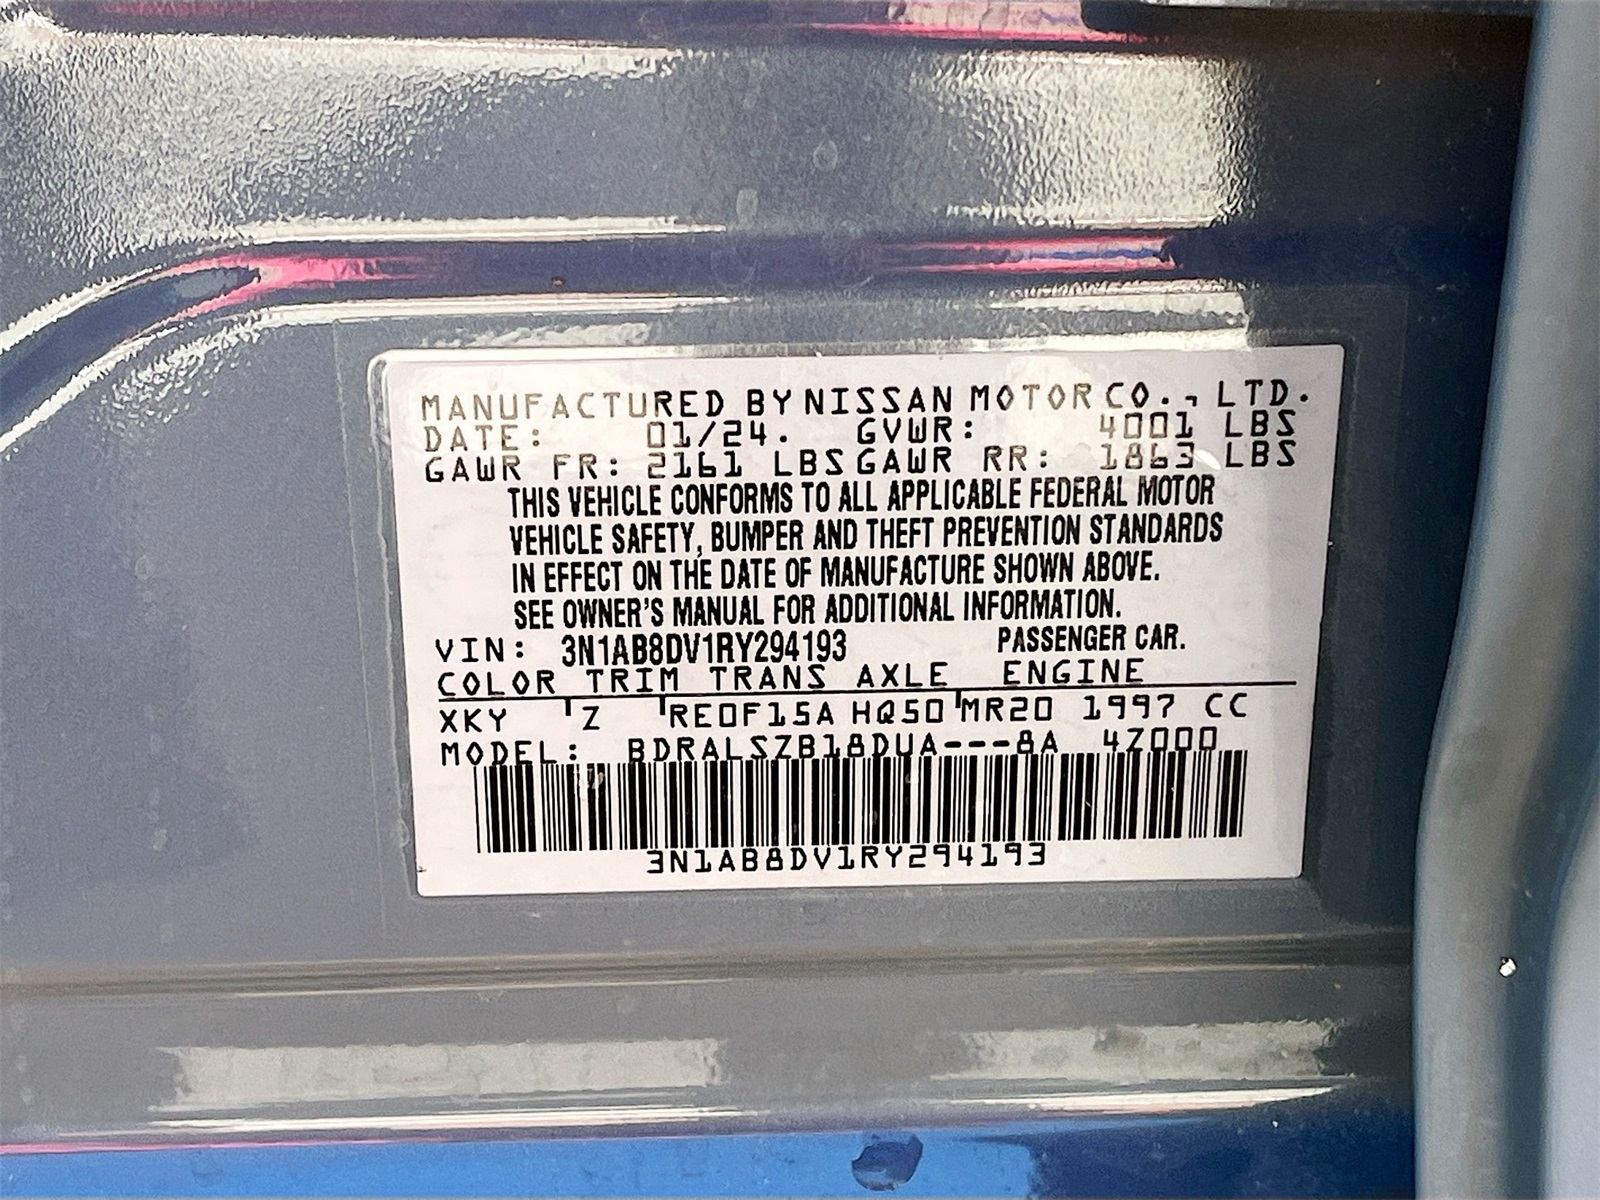 MANUFACTURED BY NISSAN MOTOR CO., LTD.
DATE: 01/24. GVWR: 4001 LBS
GAWR FR: 2161 LBS GAWR RR: 1863 LBS
THIS VEHICLE CONFORMS TO ALL APPLICABLE FEDERAL MOTOR
VEHICLE SAFETY, BUMPER AND THEFT PREVENTION STANDARDS
IN EFFECT ON THE DATE OF MANUFACTURE SHOWN ABOVE.
SEE OWNER'S MANUAL FOR ADDITIONAL INFORMATION.
VIN: 3N1AB8DV1RY294193 PASSENGER CAR.
COLOR TRIM TRANS AXLE ENGINE
XKY Z RE0F15A HQ50 MR20 1997 CC
MODEL: BDRALSZB18DUA---8A 4Z000
3N1AB8DV1RY294193